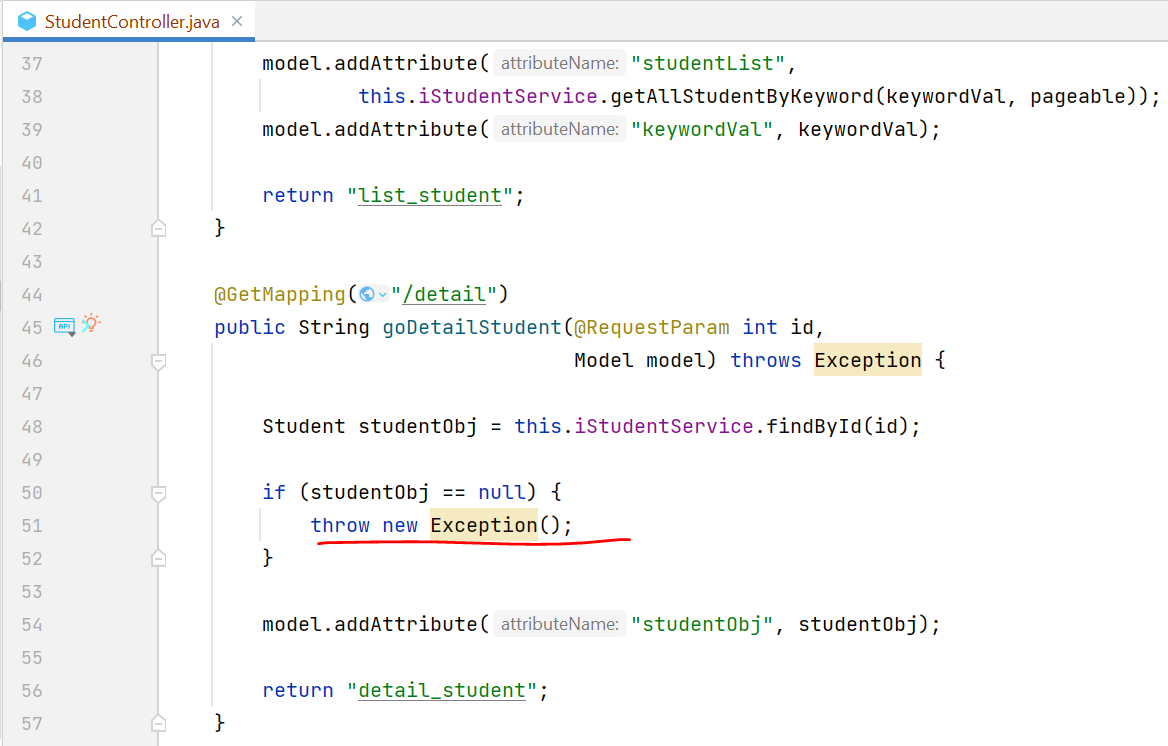 StudentController.java
37 model.addAttribute( attributeName: "studentList",
38 this.iStudentService.getAllStudentByKeyword(keywordVal, pageable));
39 model.addAttribute( attributeName: "keywordVal", keywordVal);
40
41 return "list_student";
42 }
43
44 @GetMapping("/detail")
45 API public String goDetailStudent(@RequestParam int id,
46 Model model) throws Exception {
47
48 Student studentObj = this.iStudentService.findById(id);
49
50 if (studentObj == null) {
51 throw new Exception();
52 }
53
54 model.addAttribute( attributeName: "studentObj", studentObj);
55
56 return "detail_student";
57 }